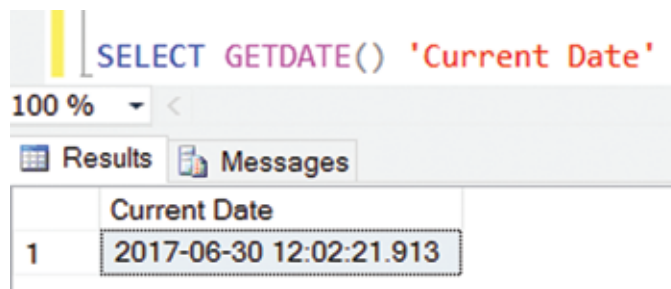 SELECT GETDATE() 'Current Date'
100 %
Results Messages
Current Date
1 2017-06-30 12:02:21.913